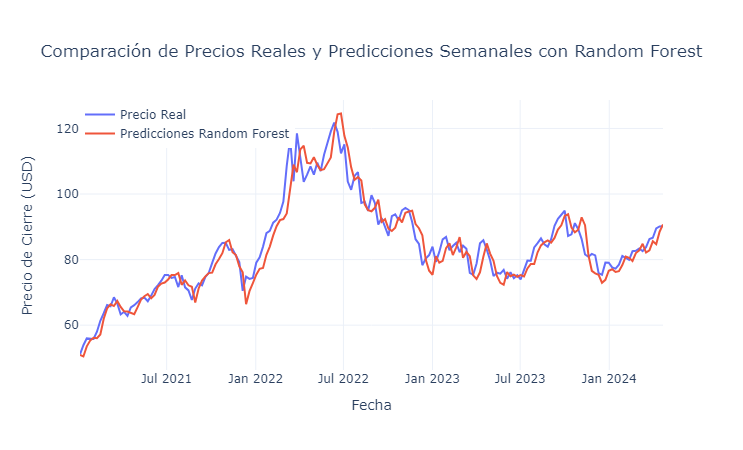 Comparación de Precios Reales y Predicciones Semanales con Random Forest
Precio Real
Predicciones Random Forest
Precio de Cierre (USD)
120
100
80
60
Jul 2021
Jan 2022
Jul 2022
Jan 2023
Jul 2023
Jan 2024
Fecha